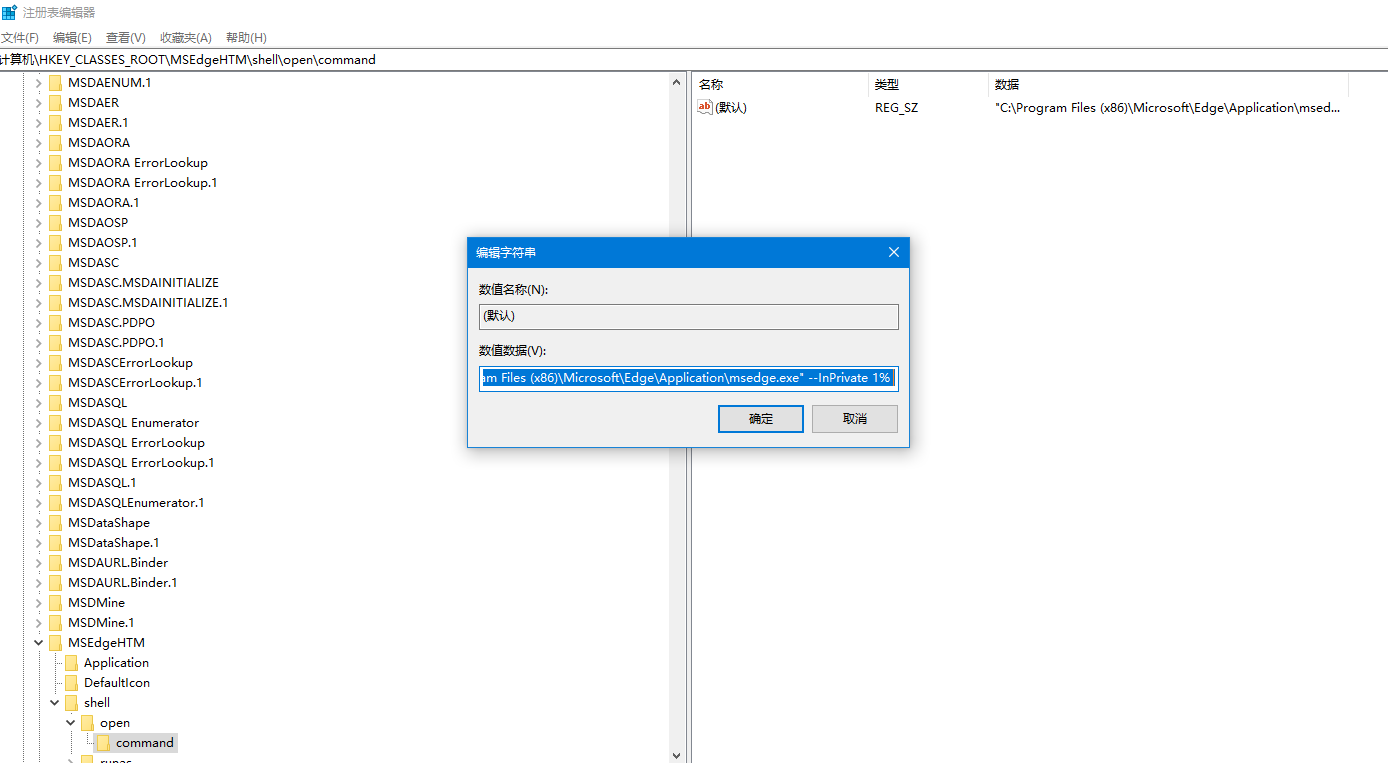 注册表编辑器
文件(F) 编辑(E) 查看(V) 收藏夹(A) 帮助(H)
计算机\HKEY_CLASSES_ROOT\MSEdgeHTM\shell\open\command
MSDAENUM.1
MSDAER
MSDAER.1
MSDAORA
MSDAORA ErrorLookup
MSDAORA ErrorLookup.1
MSDAORA.1
MSDAOSP
MSDAOSP.1
MSDASC
MSDASC.MSDAINITIALIZE
MSDASC.MSDAINITIALIZE.1
MSDASC.PDPO
MSDASC.PDPO.1
MSDASCErrorLookup
MSDASCErrorLookup.1
MSDASQL
MSDASQL Enumerator
MSDASQL ErrorLookup
MSDASQL ErrorLookup.1
MSDASQL.1
MSDASQLEnumerator.1
MSDataShape
MSDataShape.1
MSDAURL.Binder
MSDAURL.Binder.1
MSDMine
MSDMine.1
MSEdgeHTM
Application
DefaultIcon
shell
open
command
runas
名称 类型 数据
ab (默认) REG_SZ "C:\Program Files (x86)\Microsoft\Edge\Application\msed...
编辑字符串
数值名称(N):
(默认)
数值数据(V):
am Files (x86)\Microsoft\Edge\Application\msedge.exe" --InPrivate 1%
确定 取消